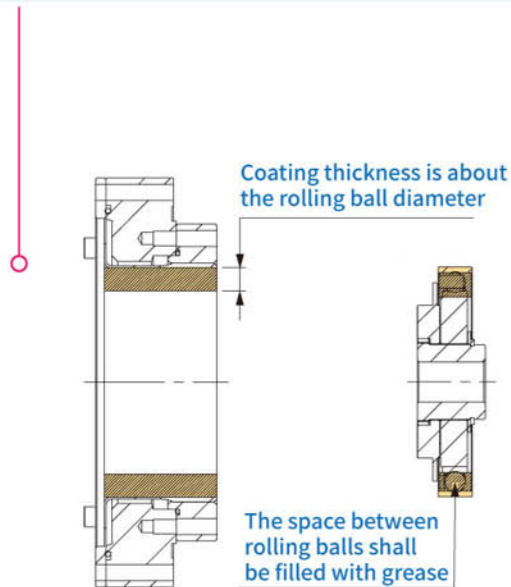 Coating thickness is about
the rolling ball diameter
The space between
rolling balls shall
be filled with grease